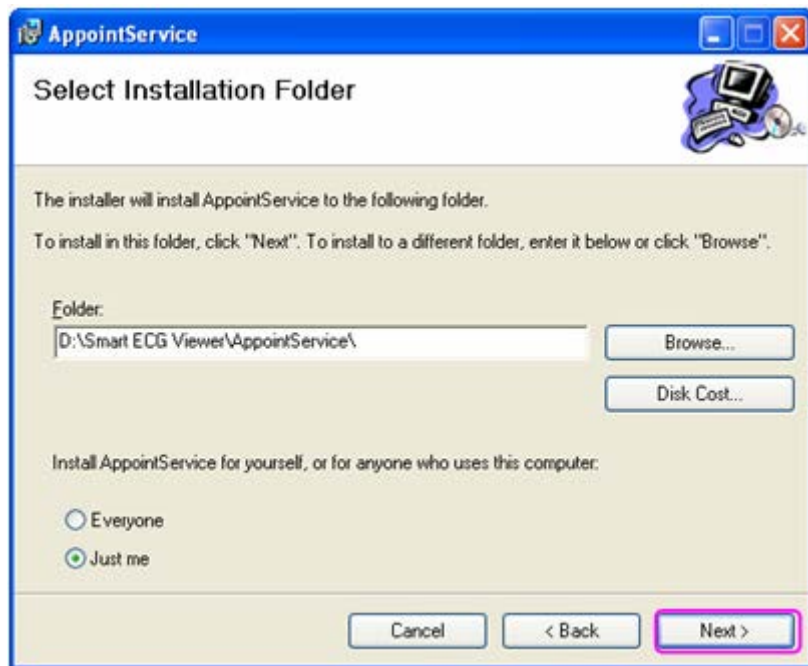 AppointService
Select Installation Folder
The installer will install AppointService to the following folder.
To install in this folder, click "Next". To install to a different folder, enter it below or click "Browse".
Folder:
D:\Smart ECG Viewer\AppointService\
Browse...
Disk Cost...
Install AppointService for yourself, or for anyone who uses this computer:
Everyone
Just me
Cancel
< Back
Next >